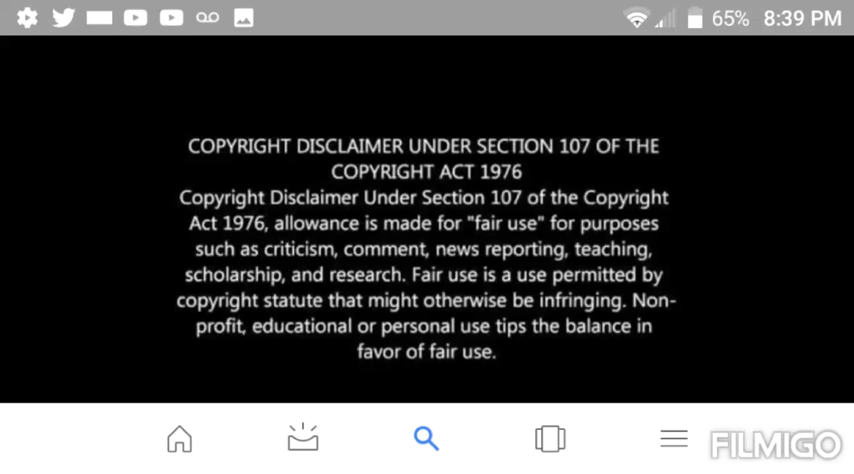 65% 8:39 PM
COPYRIGHT DISCLAIMER UNDER SECTION 107 OF THE
COPYRIGHT ACT 1976
Copyright Disclaimer Under Section 107 of the Copyright
Act 1976, allowance is made for "fair use" for purposes
such as criticism, comment, news reporting, teaching,
scholarship, and research. Fair use is a use permitted by
copyright statute that might otherwise be infringing. Non-
profit, educational or personal use tips the balance in
favor of fair use.
FILMIGO